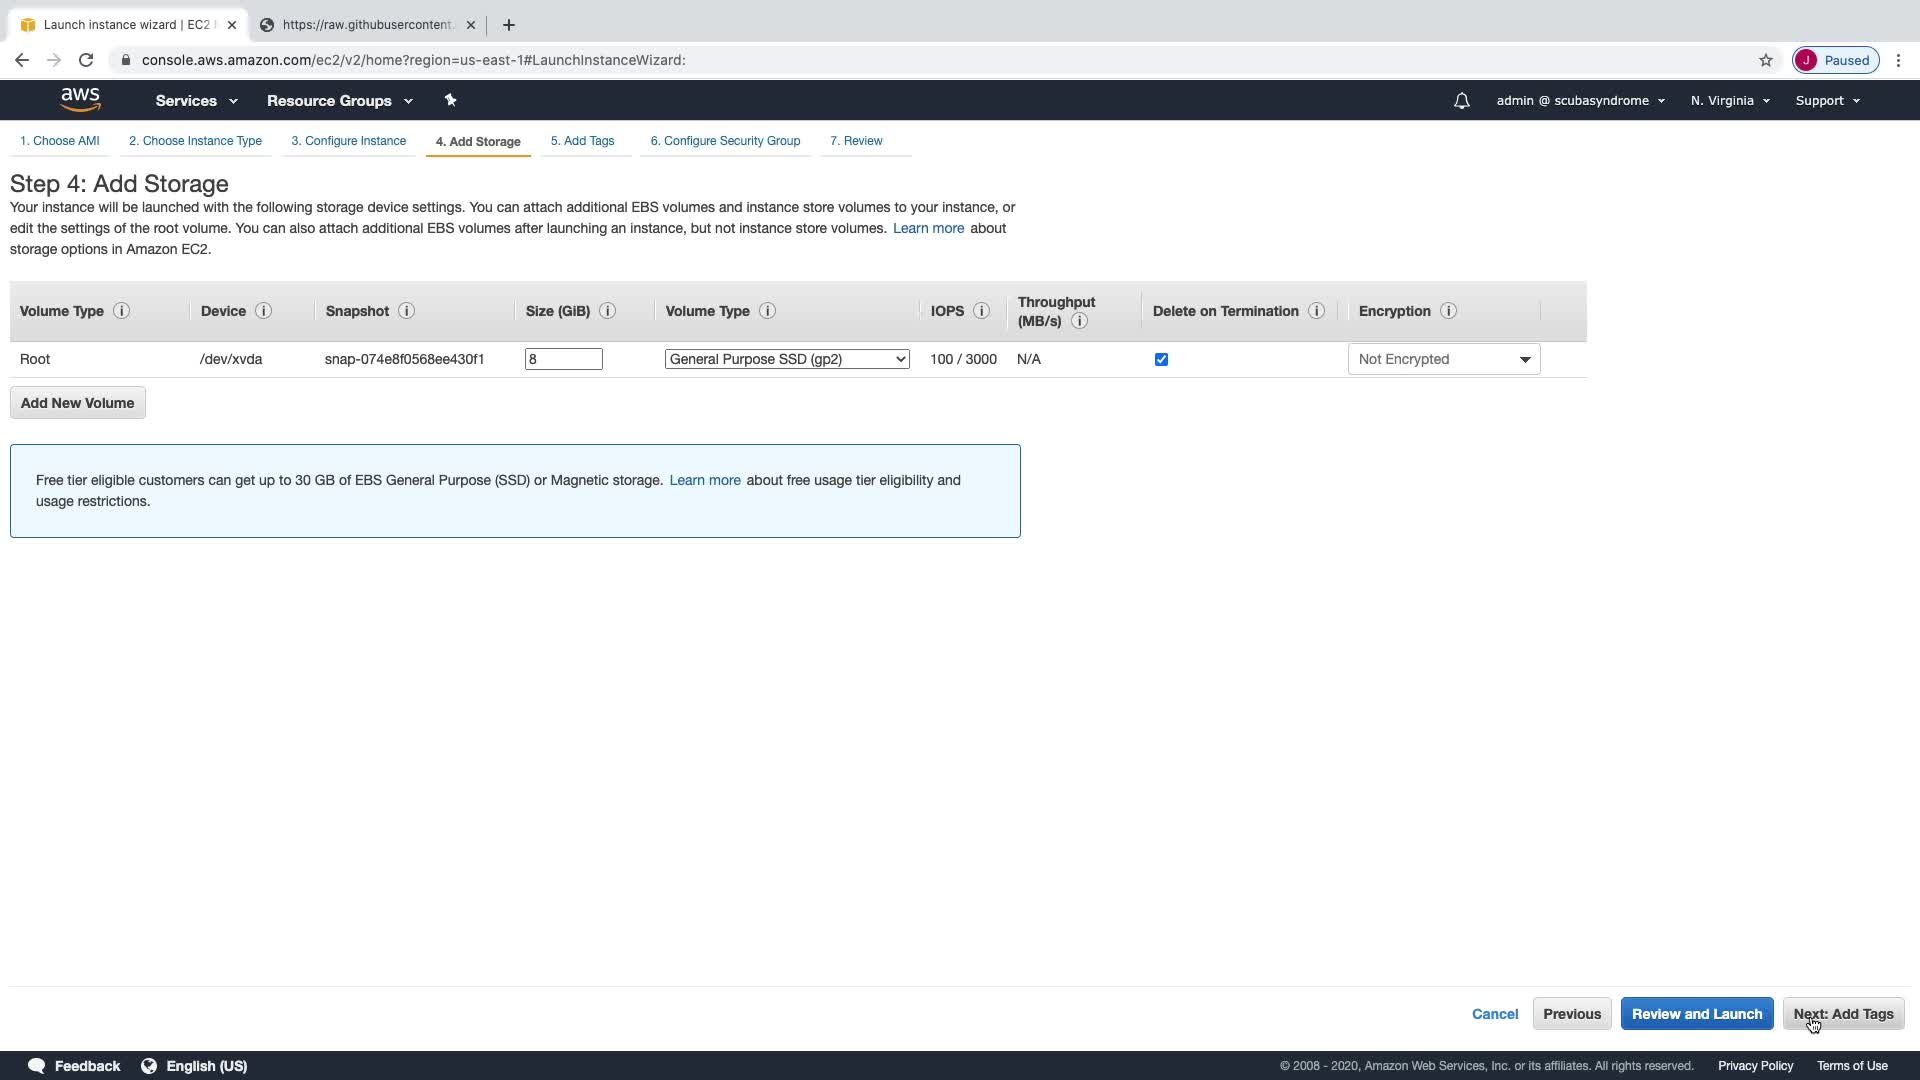 Launch instance wizard | EC2
https://raw.githubusercontent.
console.aws.amazon.com/ec2/v2/home?region=us-east-1#LaunchInstanceWizard:
J Paused
aws Services Resource Groups admin @ scubasyndrome N. Virginia Support
1. Choose AMI 2. Choose Instance Type 3. Configure Instance 4. Add Storage 5. Add Tags 6. Configure Security Group 7. Review
Step 4: Add Storage
Your instance will be launched with the following storage device settings. You can attach additional EBS volumes and instance store volumes to your instance, or
edit the settings of the root volume. You can also attach additional EBS volumes after launching an instance, but not instance store volumes. Learn more about
storage options in Amazon EC2.
Volume Type i Device i Snapshot i Size (GiB) i Volume Type i IOPS i Throughput (MB/s) i Delete on Termination i Encryption i
Root /dev/xvda snap-074e8f0568ee430f1 8 General Purpose SSD (gp2) 100 / 3000 N/A Not Encrypted
Add New Volume
Free tier eligible customers can get up to 30 GB of EBS General Purpose (SSD) or Magnetic storage. Learn more about free usage tier eligibility and
usage restrictions.
Cancel Previous Review and Launch Next: Add Tags
Feedback English (US) © 2008 - 2020, Amazon Web Services, Inc. or its affiliates. All rights reserved. Privacy Policy Terms of Use